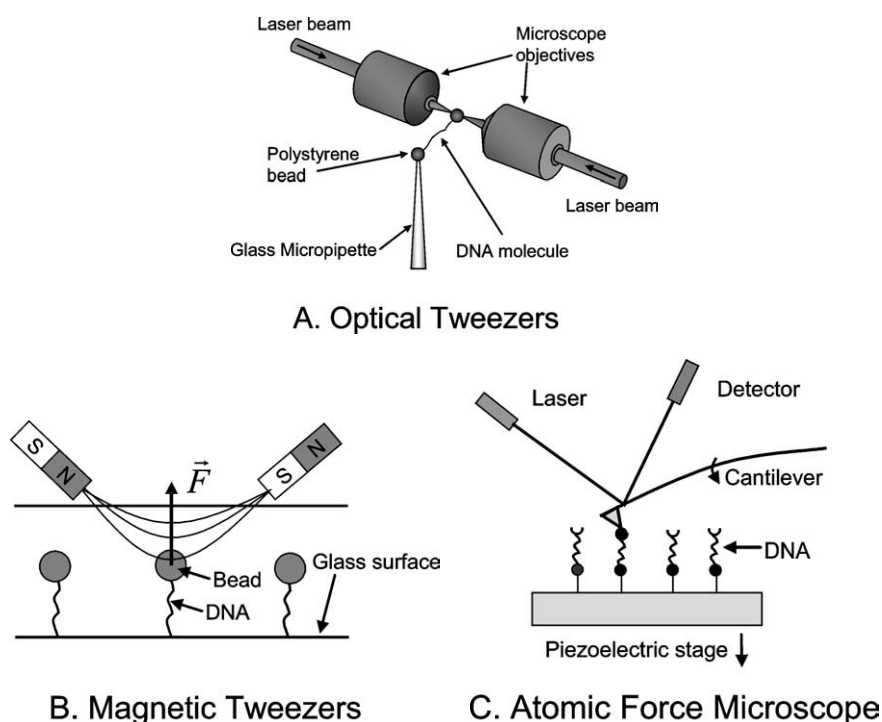 Laser beam
Microscope
objectives
Polystyrene
bead
Laser beam
Glass Micropipette
DNA molecule
A. Optical Tweezers
S
N
S
N
F
Glass surface
Bead
DNA
B. Magnetic Tweezers
Laser
Detector
Cantilever
DNA
Piezoelectric stage
C. Atomic Force Microscope